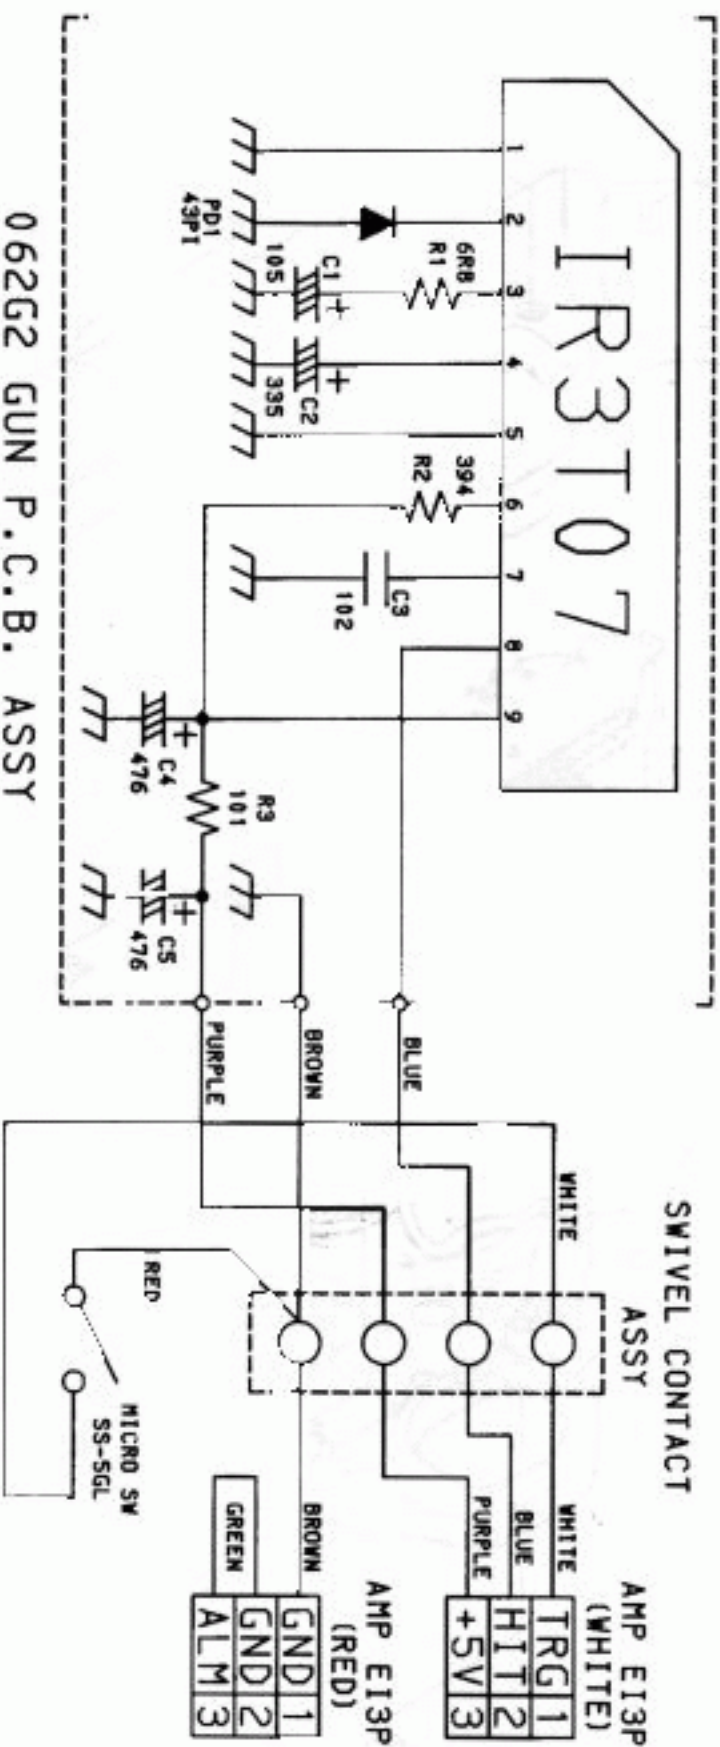 SWIVEL CONTACT
ASSY
IR3T07
1 2 3 4 5 6 7 8 9
6R8
R1
394
R2
C1
105
C2
335
C3
102
PD1
49PI
R3
101
C4
476
C5
476
BLUE
BROWN
PURPLE
WHITE
RED
MICRO SW
SS-5GL
WHITE
BLUE
PURPLE
BROWN
GREEN
AMP EI3P
(WHITE)
TRG 1
HIT 2
+5V 3
AMP EI3P
(RED)
GND 1
GND 2
ALM 3
062G2 GUN P.C.B. ASSY